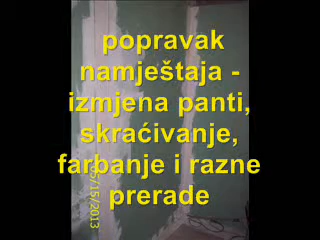 popravak
namještaja -
izmjena panti,
skraćivanje,
farbanje i razne
prerade
05/15/2013